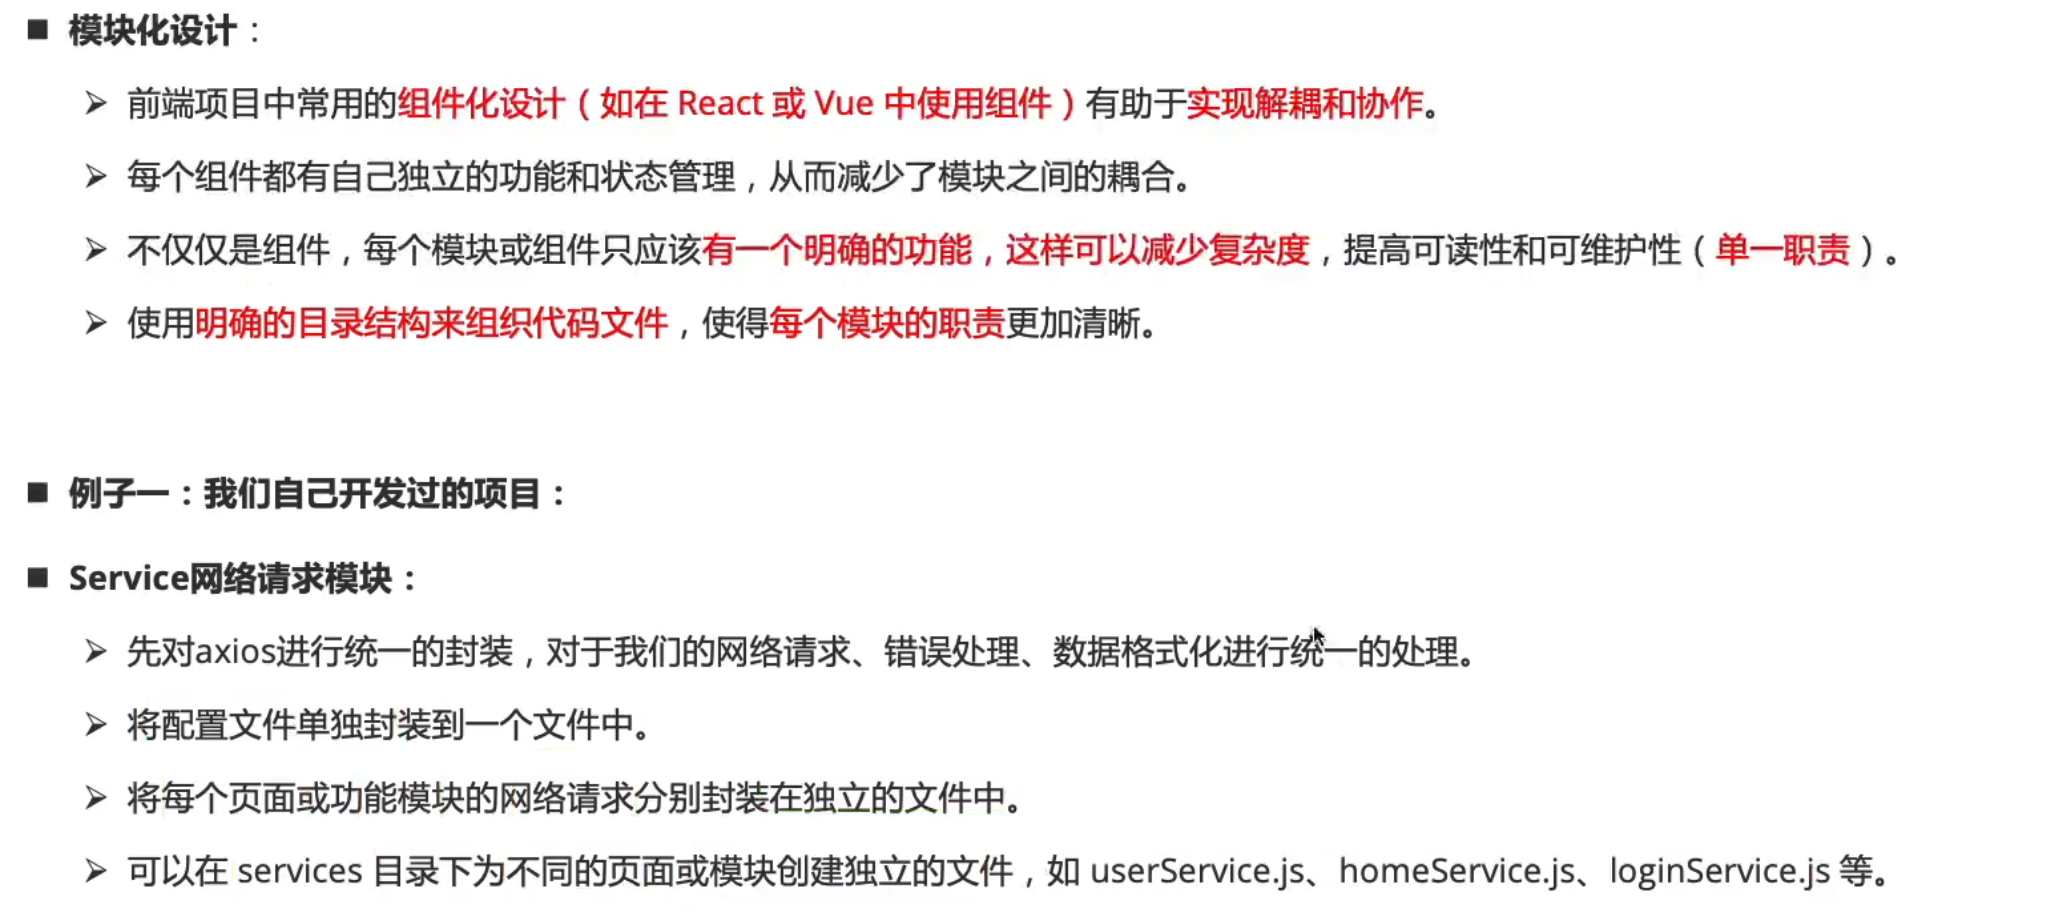 ■ 模块化设计：
➢ 前端项目中常用的组件化设计（如在 React 或 Vue 中使用组件）有助于实现解耦和协作。
➢ 每个组件都有自己独立的功能和状态管理，从而减少了模块之间的耦合。
➢ 不仅仅是组件，每个模块或组件只应该有一个明确的功能，这样可以减少复杂度，提高可读性和可维护性（单一职责）。
➢ 使用明确的目录结构来组织代码文件，使得每个模块的职责更加清晰。
■ 例子一：我们自己开发过的项目：
■ Service网络请求模块：
➢ 先对axios进行统一的封装，对于我们的网络请求、错误处理、数据格式化进行统一的处理。
➢ 将配置文件单独封装到一个文件中。
➢ 将每个页面或功能模块的网络请求分别封装在独立的文件中。
➢ 可以在 services 目录下为不同的页面或模块创建独立的文件，如 userService.js、homeService.js、loginService.js 等。